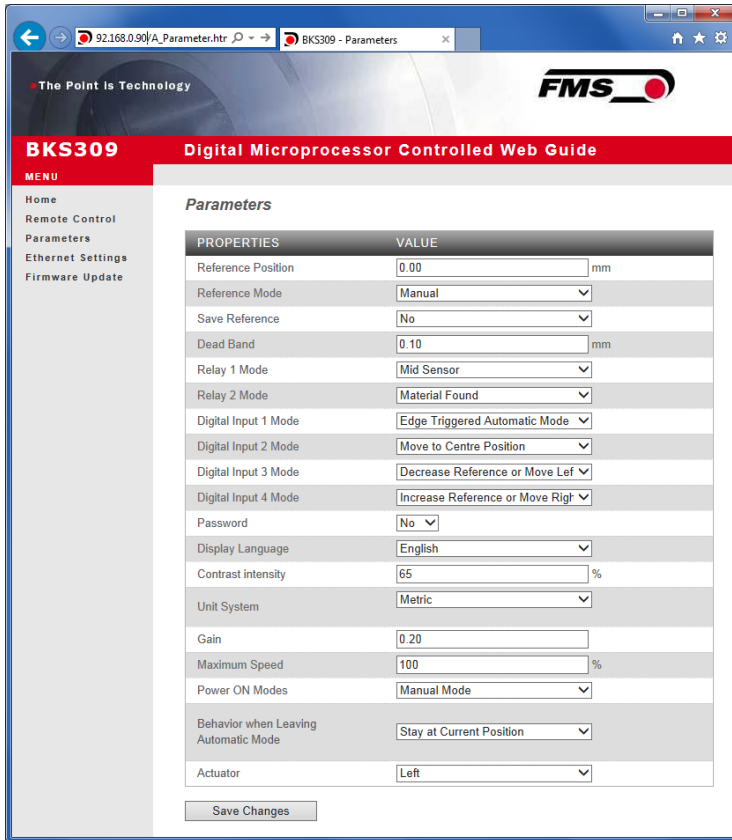 92.168.0.90/A_Parameter.htr
BKS309 - Parameters
The Point Is Technology
FMS
BKS309
Digital Microprocessor Controlled Web Guide
MENU
Home
Remote Control
Parameters
Ethernet Settings
Firmware Update
Parameters
PROPERTIES VALUE
Reference Position 0.00 mm
Reference Mode Manual
Save Reference No
Dead Band 0.10 mm
Relay 1 Mode Mid Sensor
Relay 2 Mode Material Found
Digital Input 1 Mode Edge Triggered Automatic Mode
Digital Input 2 Mode Move to Centre Position
Digital Input 3 Mode Decrease Reference or Move Lef
Digital Input 4 Mode Increase Reference or Move Righ
Password No
Display Language English
Contrast intensity 65 %
Unit System Metric
Gain 0.20
Maximum Speed 100 %
Power ON Modes Manual Mode
Behavior when Leaving
Automatic Mode Stay at Current Position
Actuator Left
Save Changes